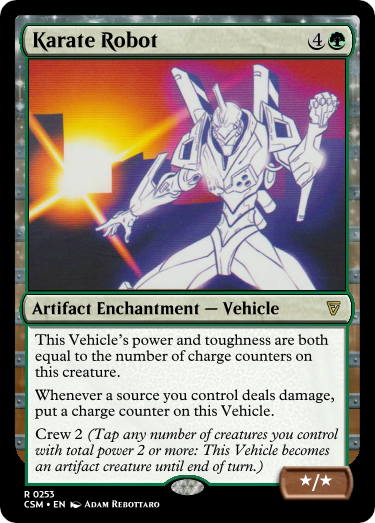 Karate Robot 4
Artifact Enchantment — Vehicle
This Vehicle's power and toughness are both
equal to the number of charge counters on
this creature.
Whenever a source you control deals damage,
put a charge counter on this Vehicle.
Crew 2 (Tap any number of creatures you control
with total power 2 or more: This Vehicle becomes
an artifact creature until end of turn.)
★/★
R 0253
CSM • EN Adam Rebottaro